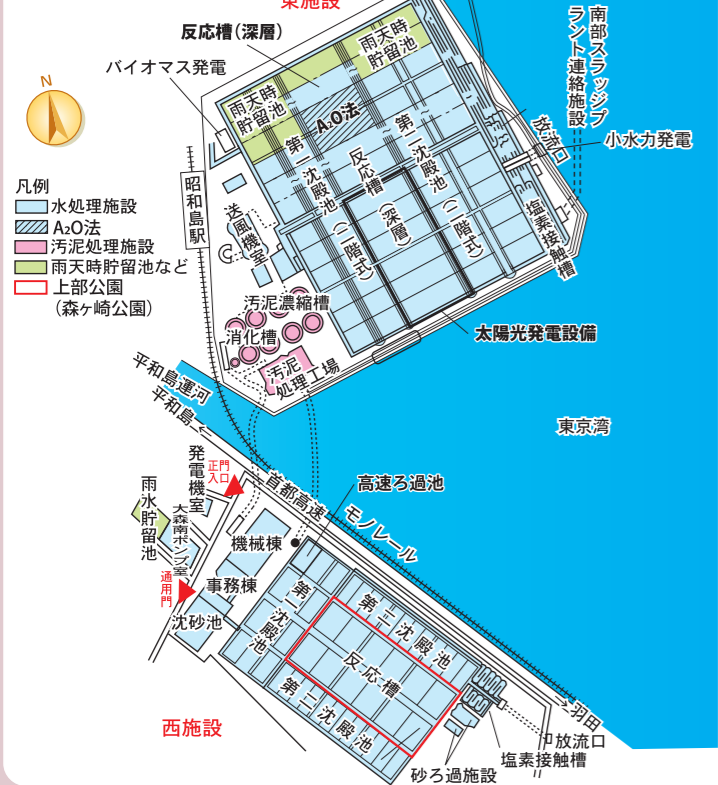 東施設
反応槽(深層)
バイオマス発電
N
凡例
水処理施設
A₂O法
汚泥処理施設
雨天時貯留池など
上部公園
(森ヶ崎公園)
昭和島駅
雨天時
貯留池
雨天時
貯留池
A₂O法
第一沈殿池(二階式)
反応槽(深層)
第二沈殿池(二階式)
南部スラッジプ
ラント連絡施設
放流口
小水力発電
塩素接触槽
送風機室
汚泥濃縮槽
消化槽
汚泥
処理工場
太陽光発電設備
東京湾
平和島運河
平和島←
首都高速
モノレール
→羽田
正門
入口
発電機室
雨水貯留池
大森南ポンプ室
通用門
機械棟
事務棟
沈砂池
高速ろ過池
第一沈殿池
第二沈殿池
反応槽
第二沈殿池
西施設
放流口
塩素接触槽
砂ろ過施設